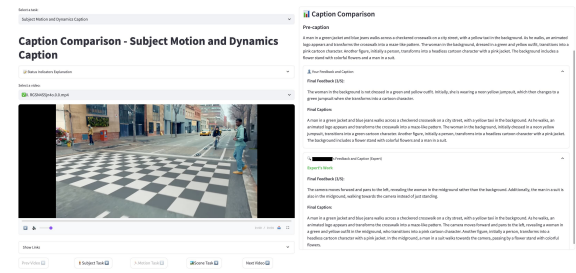 Select a task
Subject Motion and Dynamics Caption
Caption Comparison - Subject Motion and Dynamics
Caption
Native Indicators Explanation
Select a video
Show Links
Subject Task
Scene Task
Next Video
Caption Comparison
Pre-caption
A man in a green jacket and blue jeans walks across a checkered crosswalk on a city street, with a yellow taxi in the background. As he walks, an animated
logo appears and transforms the crosswalk into a maze-like pattern. The woman in the background, dressed in a green and yellow outfit, transitions into a
pink cartoon character. Another figure, initially a person, transforms into a headless cartoon character with a pink jacket. The background includes a
flower stand with colorful flowers and a man in a suit.
Your Feedback and Caption
Final Feedback (3/5):
The woman in the background is not dressed in a green and yellow outfit. Initially, she is wearing a neon yellow jumpsuit, which then changes to a
green jumpsuit when she transforms into a cartoon character.
Final Caption:
A man in a green jacket and blue jeans walks across a checkered crosswalk on a city street, with a yellow taxi in the background. As he walks, an
animated logo appears and transforms the crosswalk into a maze-like pattern. The woman in the background, initially dressed in a neon yellow
jumpsuit, transitions into a cartoon character. Another figure, initially a person, transforms into a headless cartoon character with a pink jacket.
The background includes a flower stand with colorful flowers and a man in a suit.
's Feedback and Caption (Expert)
Expert's Work
Final Feedback (3/5):
The camera moves forward and pans to the left, revealing the woman in the midground rather than the background. Additionally, the man in a suit is
also in the midground, walking towards the camera instead of just standing.
Final Caption:
A man in a green jacket and blue jeans walks across a checkered crosswalk on a city street, with a yellow taxi in the background. As he walks, an
animated logo appears and transforms the crosswalk into a maze-like pattern. The camera moves forward and pans to the left, revealing a woman in
a green and yellow outfit in the midground, who transitions into a pink cartoon character. Another figure, initially a person, transforms into a
headless cartoon character with a pink jacket. In the midground, a man in a suit walks towards the camera, passing by a flower stand with colorful
flowers.